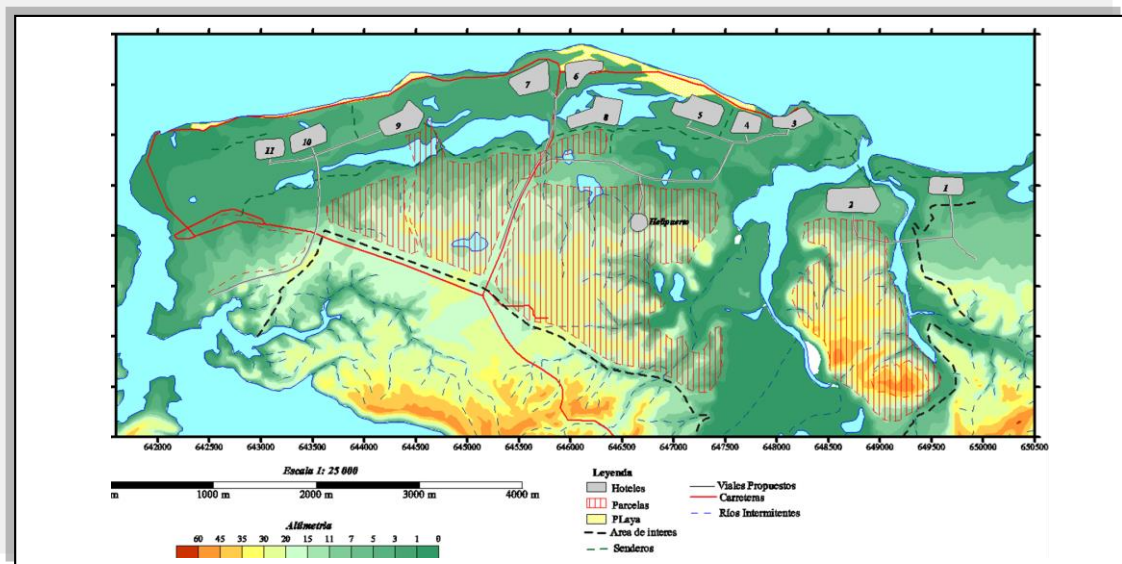 7
6
9
8
5
4
3
10
11
1
2
Helipuerto
642000 642500 643000 643500 644000 644500 645000 645500 646000 646500 647000 647500 648000 648500 649000 649500 650000 650500
Escala 1: 25 000
m 1000 m 2000 m 3000 m 4000 m
Altimetría
60 45 35 30 20 15 11 7 5 3 1 0
Leyenda
Hoteles
Parcelas
PLaya
Area de interes
Senderos
Viales Propuestos
Carreteras
Ríos Intermitentes